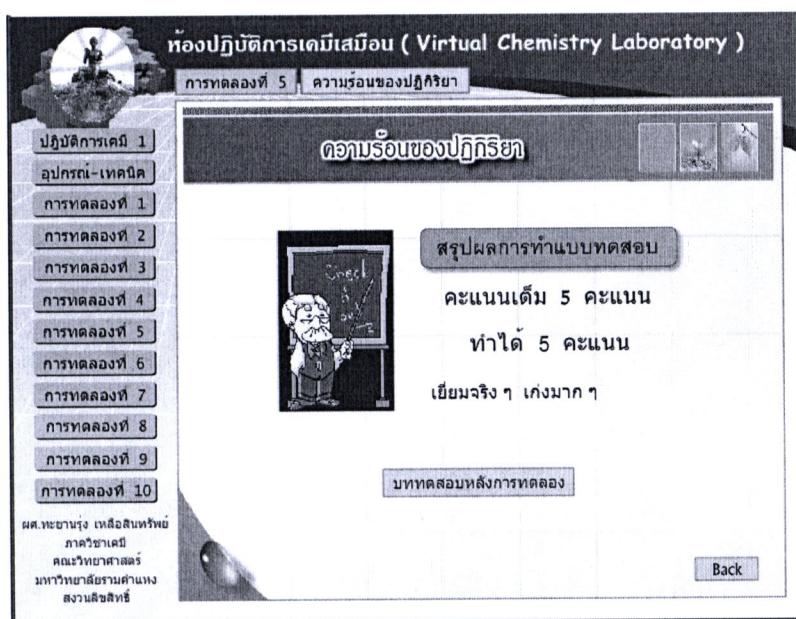 ห้องปฏิบัติการเคมีเสมือน ( Virtual Chemistry Laboratory )
การทดลองที่ 5
ความร้อนของปฏิกิริยา
ปฏิบัติการเคมี 1
อุปกรณ์-เทคนิค
การทดลองที่ 1
การทดลองที่ 2
การทดลองที่ 3
การทดลองที่ 4
การทดลองที่ 5
การทดลองที่ 6
การทดลองที่ 7
การทดลองที่ 8
การทดลองที่ 9
การทดลองที่ 10
ผศ.ทะยานรุ่ง เหลือสินทรัพย์
ภาควิชาเคมี
คณะวิทยาศาสตร์
มหาวิทยาลัยรามคำแหง
สงวนลิขสิทธิ์
ความร้อนของปฏิกิริยา
Check
สรุปผลการทำแบบทดสอบ
คะแนนเต็ม 5 คะแนน
ทำได้ 5 คะแนน
เยี่ยมจริง ๆ เก่งมาก ๆ
บททดสอบหลังการทดลอง
Back